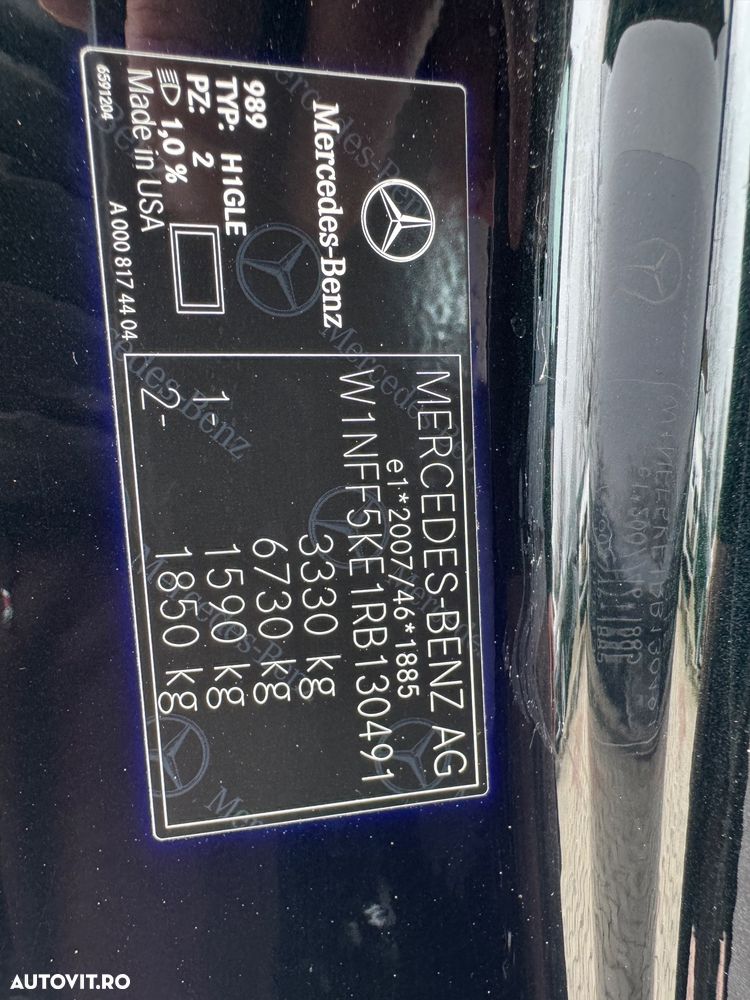 Mercedes-Benz
989
TYP: H1GLE
PZ: 2
1,0 %
Made in USA
6591204
A 000 817 44 04
MERCEDES-BENZ AG
e1*2007/46*1885
W1NFF5KE1RB130491
3330 kg
6730 kg
1- 1590 kg
2- 1850 kg
AUTOVIT.RO